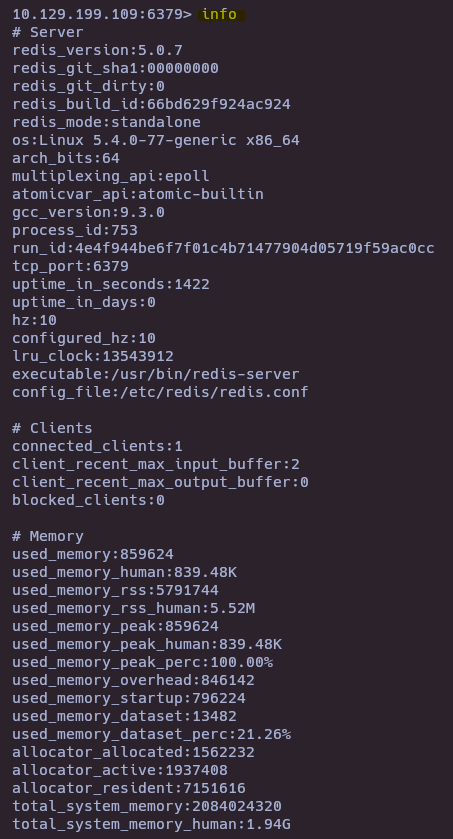 10.129.199.109:6379> info
# Server
redis_version:5.0.7
redis_git_sha1:00000000
redis_git_dirty:0
redis_build_id:66bd629f924ac924
redis_mode:standalone
os:Linux 5.4.0-77-generic x86_64
arch_bits:64
multiplexing_api:epoll
atomicvar_api:atomic-builtin
gcc_version:9.3.0
process_id:753
run_id:4e4f944be6f7f01c4b71477904d05719f59ac0cc
tcp_port:6379
uptime_in_seconds:1422
uptime_in_days:0
hz:10
configured_hz:10
lru_clock:13543912
executable:/usr/bin/redis-server
config_file:/etc/redis/redis.conf
# Clients
connected_clients:1
client_recent_max_input_buffer:2
client_recent_max_output_buffer:0
blocked_clients:0
# Memory
used_memory:859624
used_memory_human:839.48K
used_memory_rss:5791744
used_memory_rss_human:5.52M
used_memory_peak:859624
used_memory_peak_human:839.48K
used_memory_peak_perc:100.00%
used_memory_overhead:846142
used_memory_startup:796224
used_memory_dataset:13482
used_memory_dataset_perc:21.26%
allocator_allocated:1562232
allocator_active:1937408
allocator_resident:7151616
total_system_memory:2084024320
total_system_memory_human:1.94G